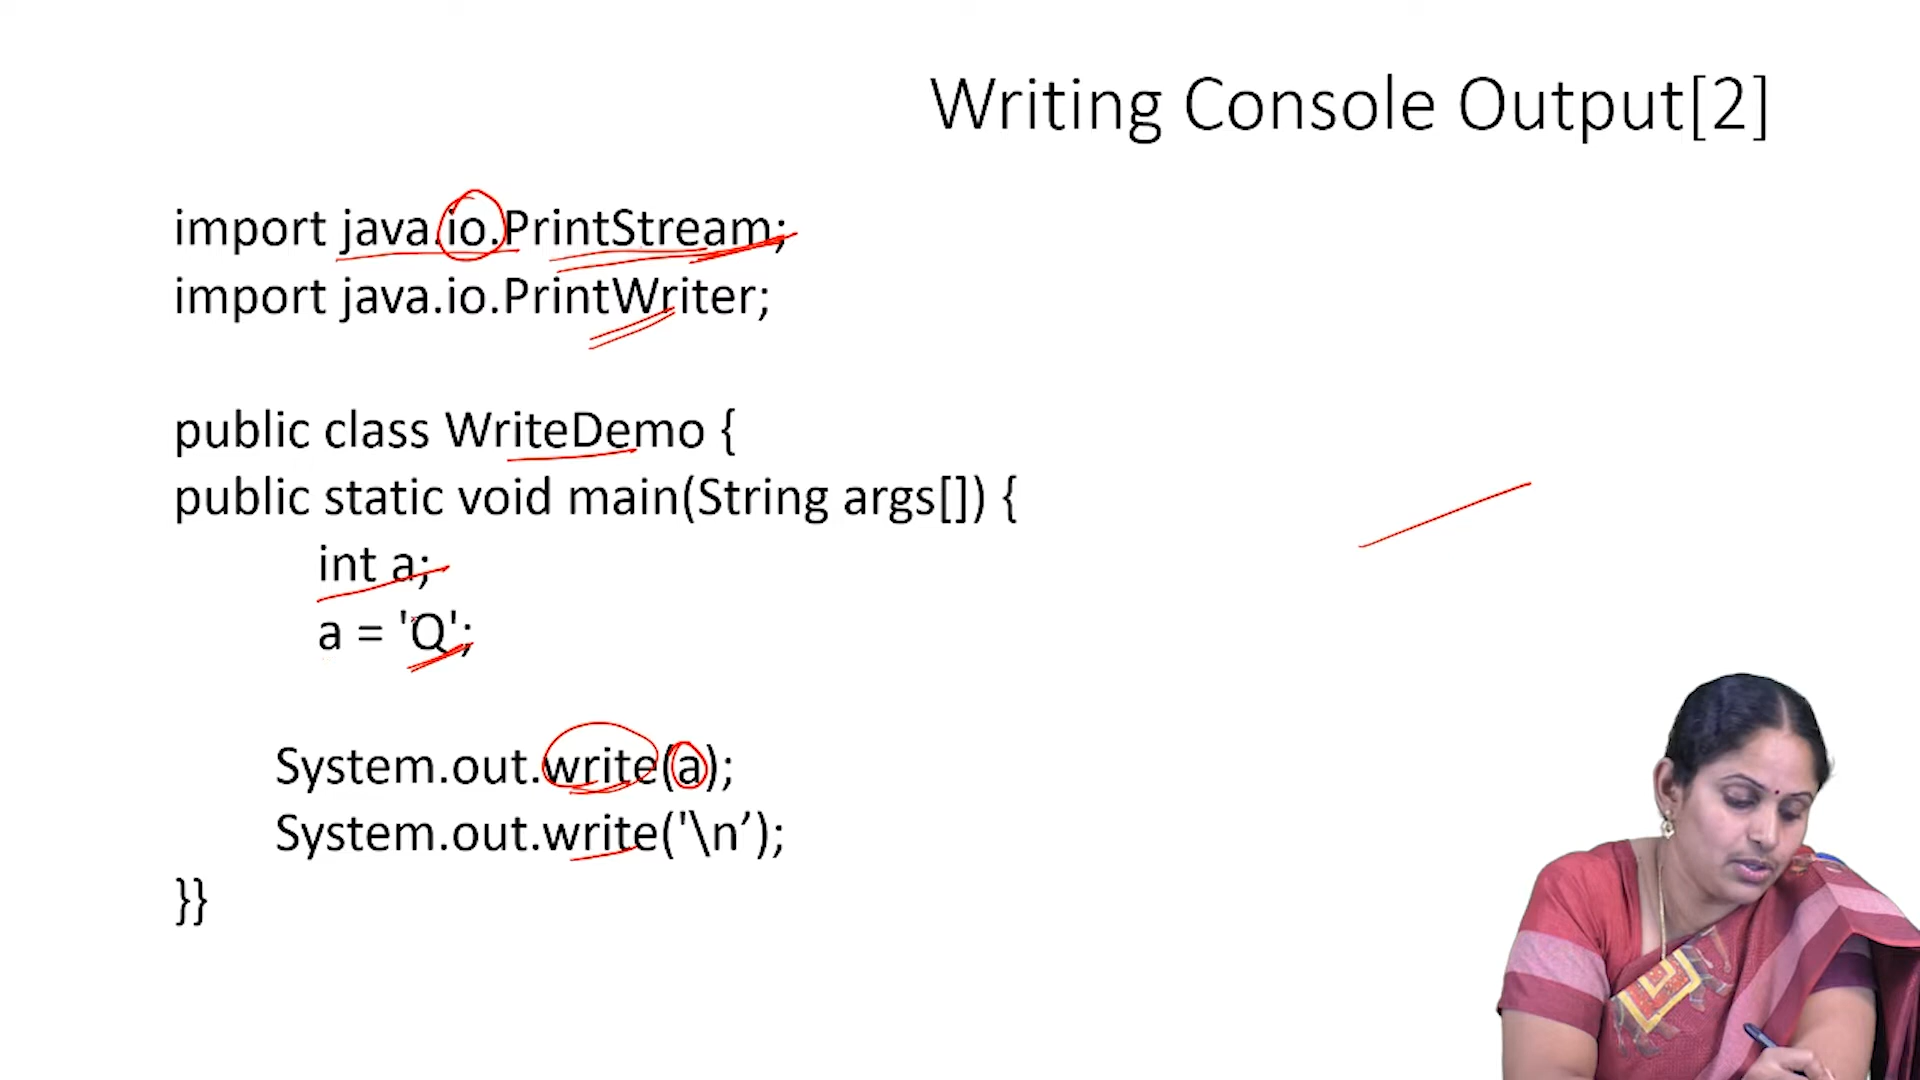 Writing Console Output[2]
import java.io.PrintStream;
import java.io.PrintWriter;
public class WriteDemo {
public static void main(String args[]) {
int a;
a = 'Q';
System.out.write(a);
System.out.write('\n’);
}}